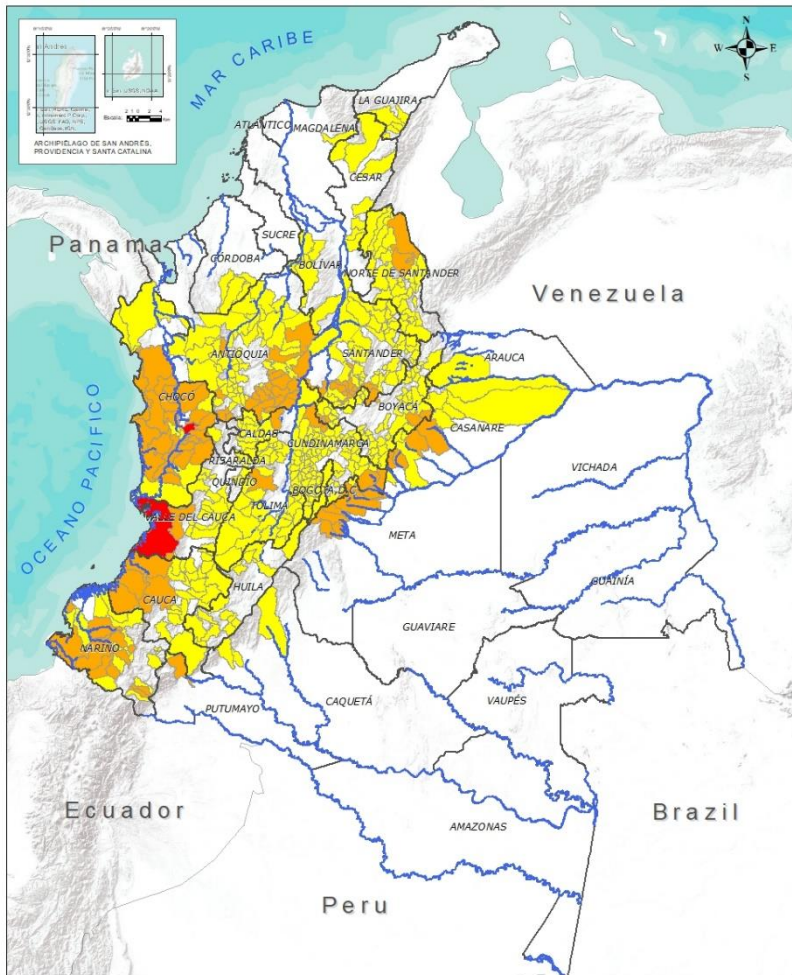 MAR CARIBE
N
W
E
S
ARCHIPIÉLAGO DE SAN ANDRÉS,
PROVIDENCIA Y SANTA CATALINA
LA GUAJIRA
ATLÁNTICO
MAGDALENA
CESAR
SUCRE
Panama
CÓRDOBA
BOLÍVAR
NORTE DE SANTANDER
Venezuela
ANTIOQUIA
SANTANDER
ARAUCA
CHOCÓ
BOYACÁ
CALDAS
CUNDINAMARCA
CASANARE
RISARALDA
VICHADA
QUINDÍO
BOGOTÁ, D.C.
TOLIMA
OCEANO PACIFICO
VALLE DEL CAUCA
META
GUAINÍA
HUILA
CAUCA
GUAVIARE
NARIÑO
CAQUETÁ
VAUPÉS
PUTUMAYO
Ecuador
Brazil
AMAZONAS
Peru